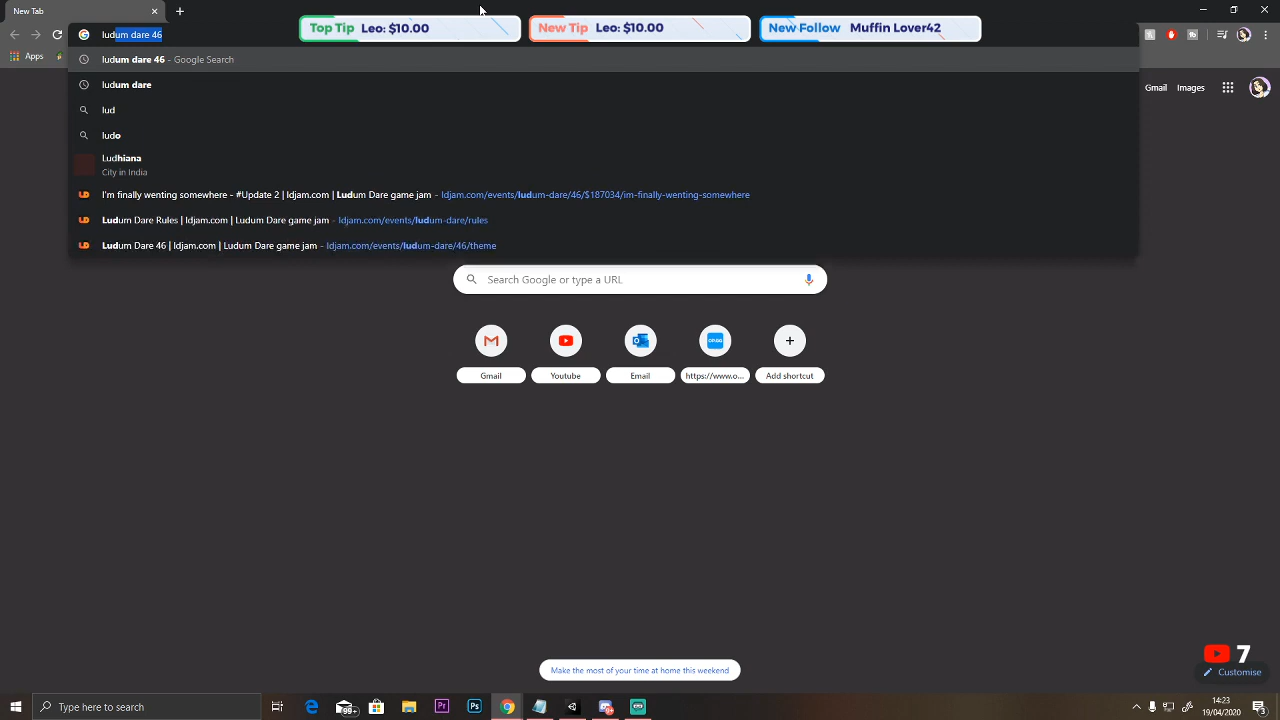 New Tab
Top Tip Leo: $10.00
New Tip Leo: $10.00
New Follow Muffin Lover42
ludum dare 46
Apps
ludum dare 46 - Google Search
ludum dare
lud
ludo
Ludhiana
City in India
I'm finally wenting somewhere - #Update 2 | ldjam.com | Ludum Dare game jam - ldjam.com/events/ludum-dare/46/$187034/im-finally-wenting-somewhere
Ludum Dare Rules | ldjam.com | Ludum Dare game jam - ldjam.com/events/ludum-dare/rules
Ludum Dare 46 | ldjam.com | Ludum Dare game jam - ldjam.com/events/ludum-dare/46/theme
Gmail Images
Search Google or type a URL
Gmail
Youtube
Email
https://www.o...
Add shortcut
OP.GG
Make the most of your time at home this weekend
7
Customise
Type here to search
99+
Pr
Ps
14:23
19/04/2020